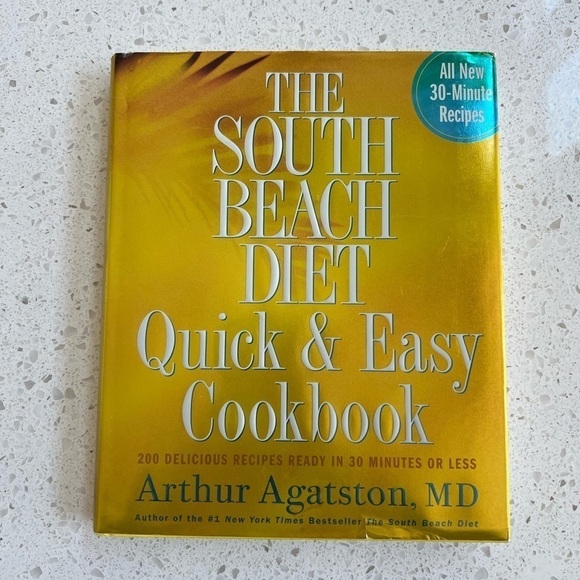 All New
30-Minute
Recipes
THE
SOUTH
BEACH
DIET
Quick & Easy
Cookbook
200 DELICIOUS RECIPES READY IN 30 MINUTES OR LESS
Arthur Agatston, MD
Author of the #1 New York Times Bestseller The South Beach Diet